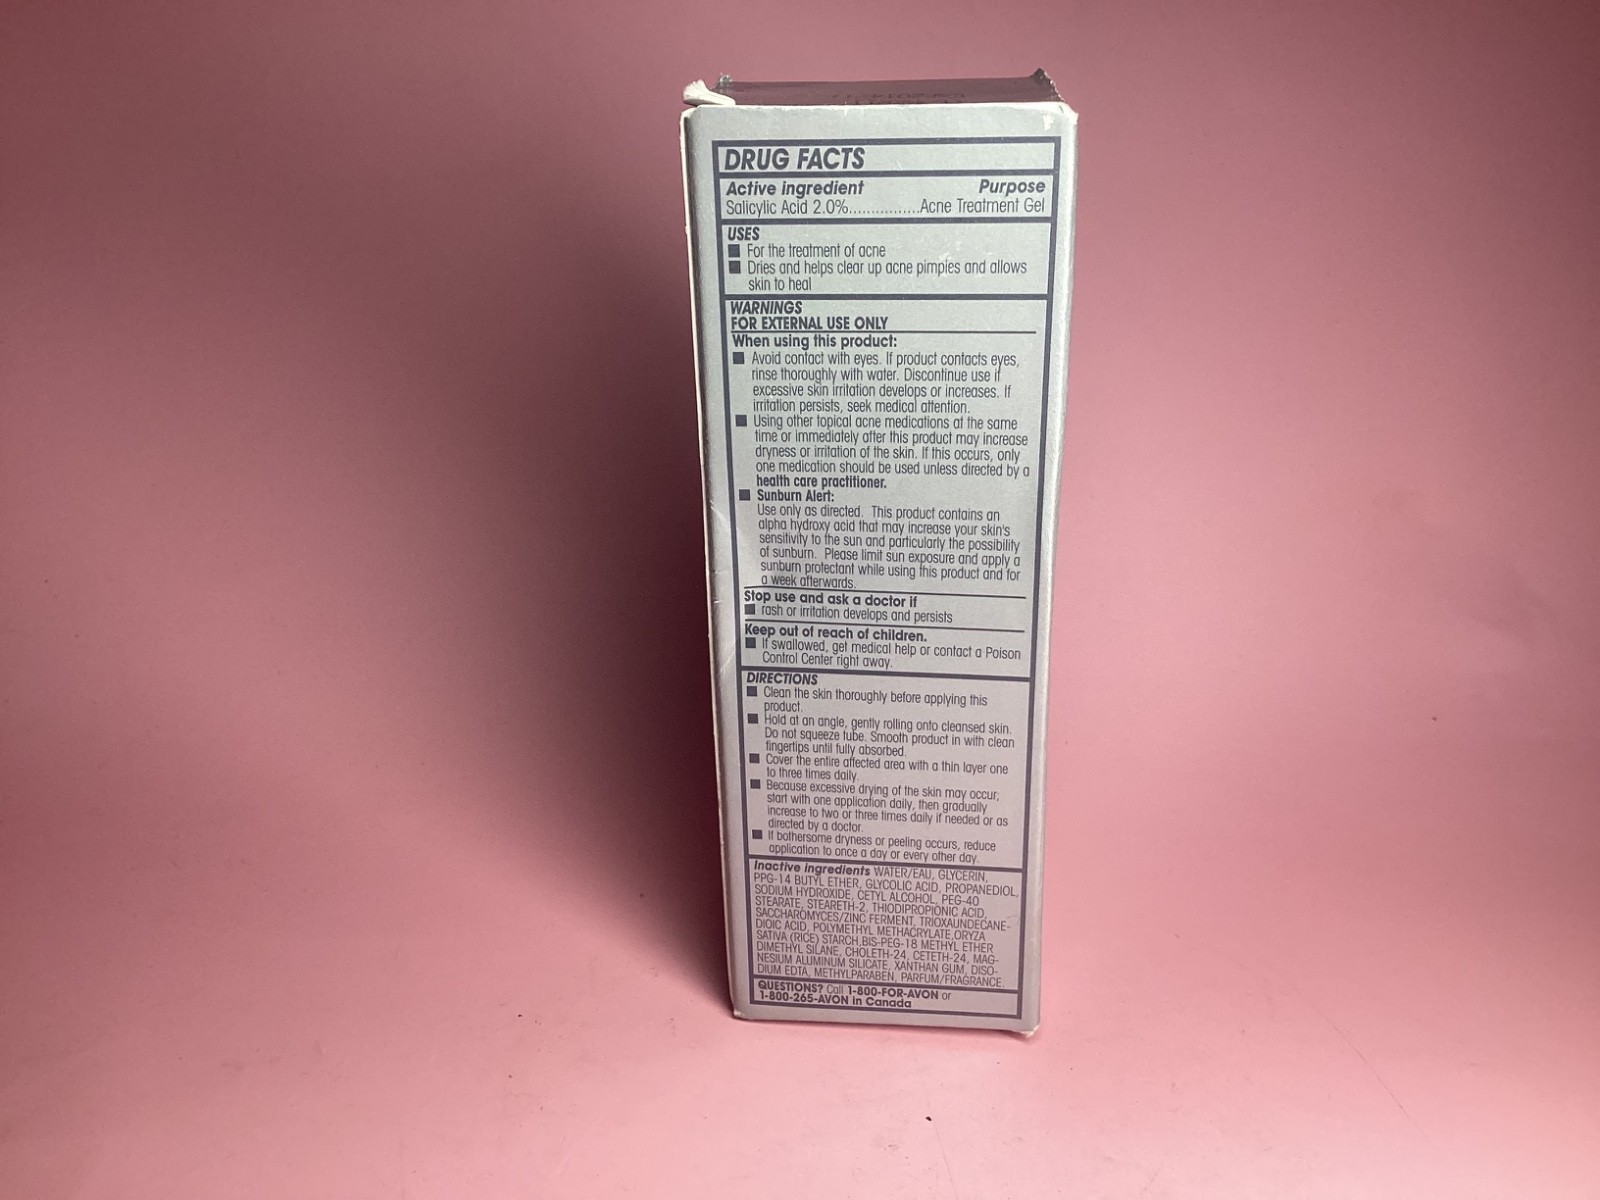 DRUG FACTS
Active ingredient Purpose
Salicylic Acid 2.0%................Acne Treatment Gel
USES
■ For the treatment of acne
■ Dries and helps clear up acne pimples and allows
skin to heal
WARNINGS
FOR EXTERNAL USE ONLY
When using this product:
■ Avoid contact with eyes. If product contacts eyes,
rinse thoroughly with water. Discontinue use if
excessive skin irritation develops or increases. If
irritation persists, seek medical attention.
■ Using other topical acne medications at the same
time or immediately after this product may increase
dryness or irritation of the skin. If this occurs, only
one medication should be used unless directed by a
health care practitioner.
■ Sunburn Alert:
Use only as directed. This product contains an
alpha hydroxy acid that may increase your skin's
sensitivity to the sun and particularly the possibility
of sunburn. Please limit sun exposure and apply a
sunburn protectant while using this product and for
a week afterwards.
Stop use and ask a doctor if
■ rash or irritation develops and persists
Keep out of reach of children.
■ If swallowed, get medical help or contact a Poison
Control Center right away.
DIRECTIONS
■ Clean the skin thoroughly before applying this
product.
■ Hold at an angle, gently rolling onto cleansed skin.
Do not squeeze tube. Smooth product in with clean
fingertips until fully absorbed.
■ Cover the entire affected area with a thin layer one
to three times daily.
■ Because excessive drying of the skin may occur,
start with one application daily, then gradually
increase to two or three times daily if needed or as
directed by a doctor.
■ If bothersome dryness or peeling occurs, reduce
application to once a day or every other day.
Inactive ingredients WATER/EAU, GLYCERIN,
PPG-14 BUTYL ETHER, GLYCOLIC ACID, PROPANEDIOL,
SODIUM HYDROXIDE, CETYL ALCOHOL, PEG-40
STEARATE, STEARETH-2, THIODIPROPIONIC ACID,
SACCHAROMYCES/ZINC FERMENT, TRIOXAUNDECANE-
DIOIC ACID, POLYMETHYL METHACRYLATE,ORYZA
SATIVA (RICE) STARCH,BIS-PEG-18 METHYL ETHER
DIMETHYL SILANE, CHOLETH-24, CETETH-24, MAG-
NESIUM ALUMINUM SILICATE, XANTHAN GUM, DISO-
DIUM EDTA, METHYLPARABEN, PARFUM/FRAGRANCE.
QUESTIONS? Call 1-800-FOR-AVON or
1-800-265-AVON in Canada